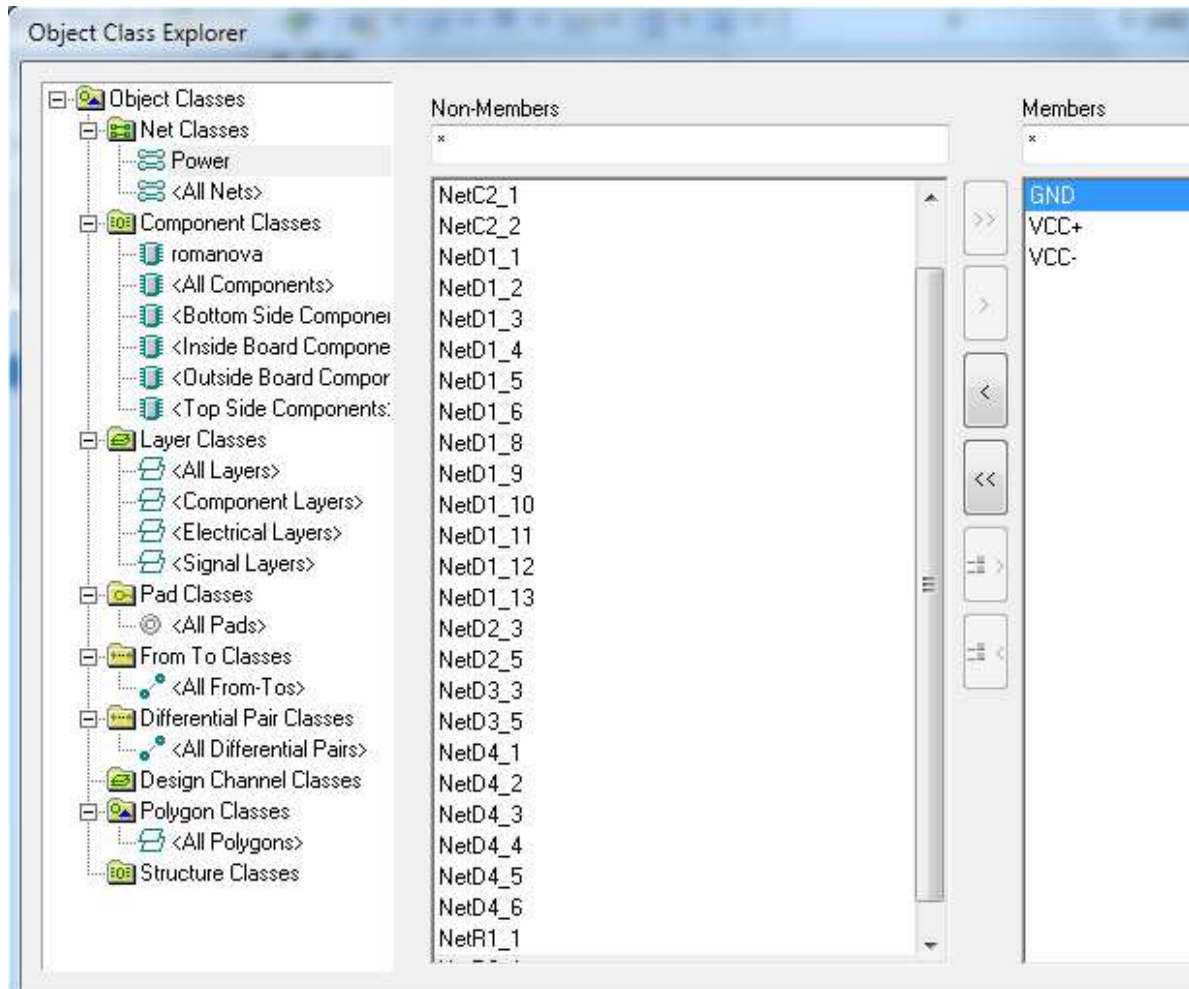 Object Class Explorer
Object Classes
Net Classes
Power
<All Nets>
Component Classes
romanova
<All Components>
<Bottom Side Componer
<Inside Board Compone
<Outside Board Compor
<Top Side Components:
Layer Classes
<All Layers>
<Component Layers>
<Electrical Layers>
<Signal Layers>
Pad Classes
<All Pads>
From To Classes
<All From-Tos>
Differential Pair Classes
<All Differential Pairs>
Design Channel Classes
Polygon Classes
<All Polygons>
Structure Classes
Non-Members
*
NetC2_1
NetC2_2
NetD1_1
NetD1_2
NetD1_3
NetD1_4
NetD1_5
NetD1_6
NetD1_8
NetD1_9
NetD1_10
NetD1_11
NetD1_12
NetD1_13
NetD2_3
NetD2_5
NetD3_3
NetD3_5
NetD4_1
NetD4_2
NetD4_3
NetD4_4
NetD4_5
NetD4_6
NetR1_1
>>
>
<
<<
>
<
Members
*
GND
VCC+
VCC-